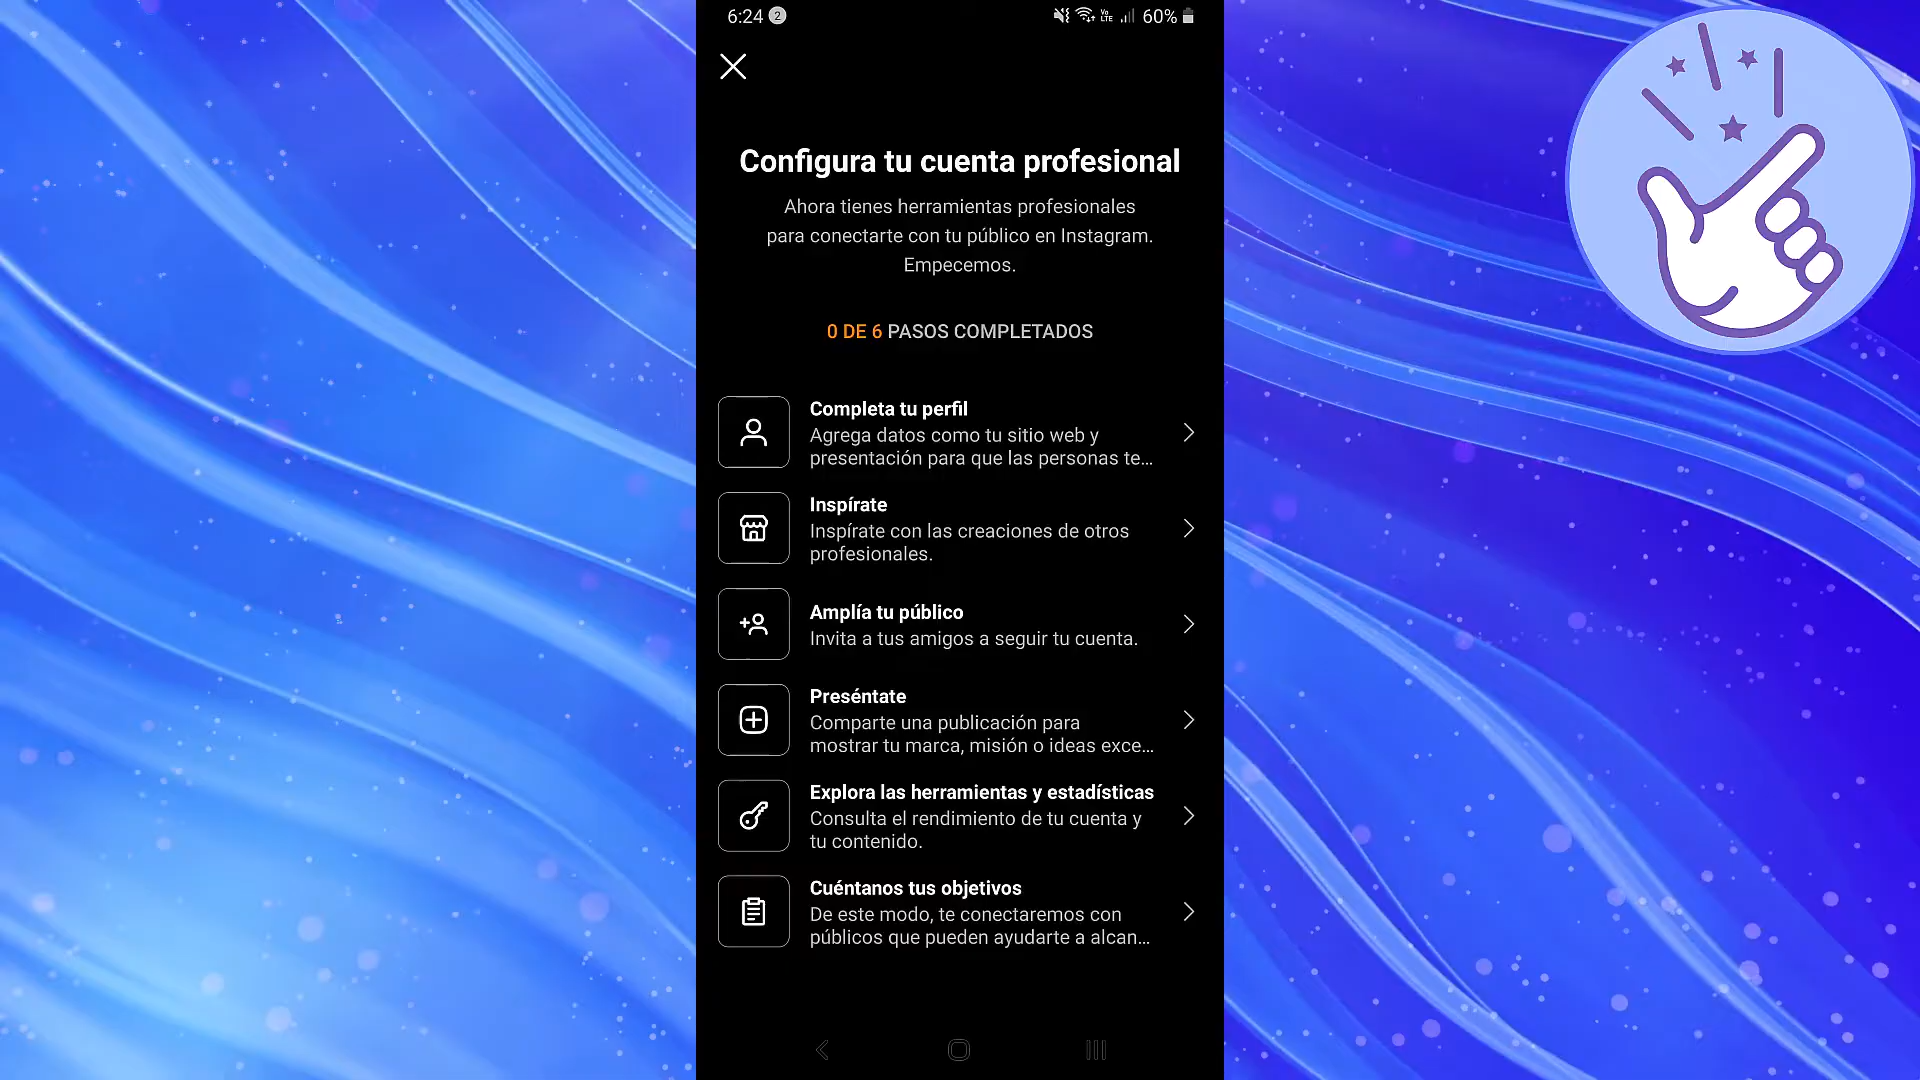 6:24 2
Vo LTE 60%
Configura tu cuenta profesional
Ahora tienes herramientas profesionales
para conectarte con tu público en Instagram.
Empecemos.
0 DE 6 PASOS COMPLETADOS
Completa tu perfil
Agrega datos como tu sitio web y
presentación para que las personas te...
Inspírate
Inspírate con las creaciones de otros
profesionales.
Amplía tu público
Invita a tus amigos a seguir tu cuenta.
Preséntate
Comparte una publicación para
mostrar tu marca, misión o ideas exce...
Explora las herramientas y estadísticas
Consulta el rendimiento de tu cuenta y
tu contenido.
Cuéntanos tus objetivos
De este modo, te conectaremos con
públicos que pueden ayudarte a alcan...